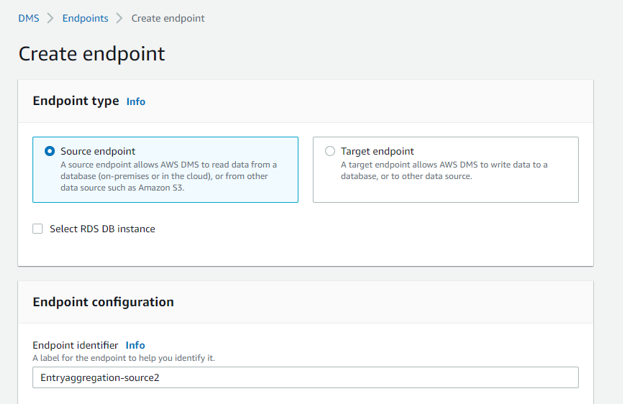 DMS > Endpoints > Create endpoint
Create endpoint
Endpoint type Info
Source endpoint
A source endpoint allows AWS DMS to read data from a
database (on-premises or in the cloud), or from other
data source such as Amazon S3.
Target endpoint
A target endpoint allows AWS DMS to write data to a
database, or to other data source.
Select RDS DB instance
Endpoint configuration
Endpoint identifier Info
A label for the endpoint to help you identify it.
Entryaggregation-source2